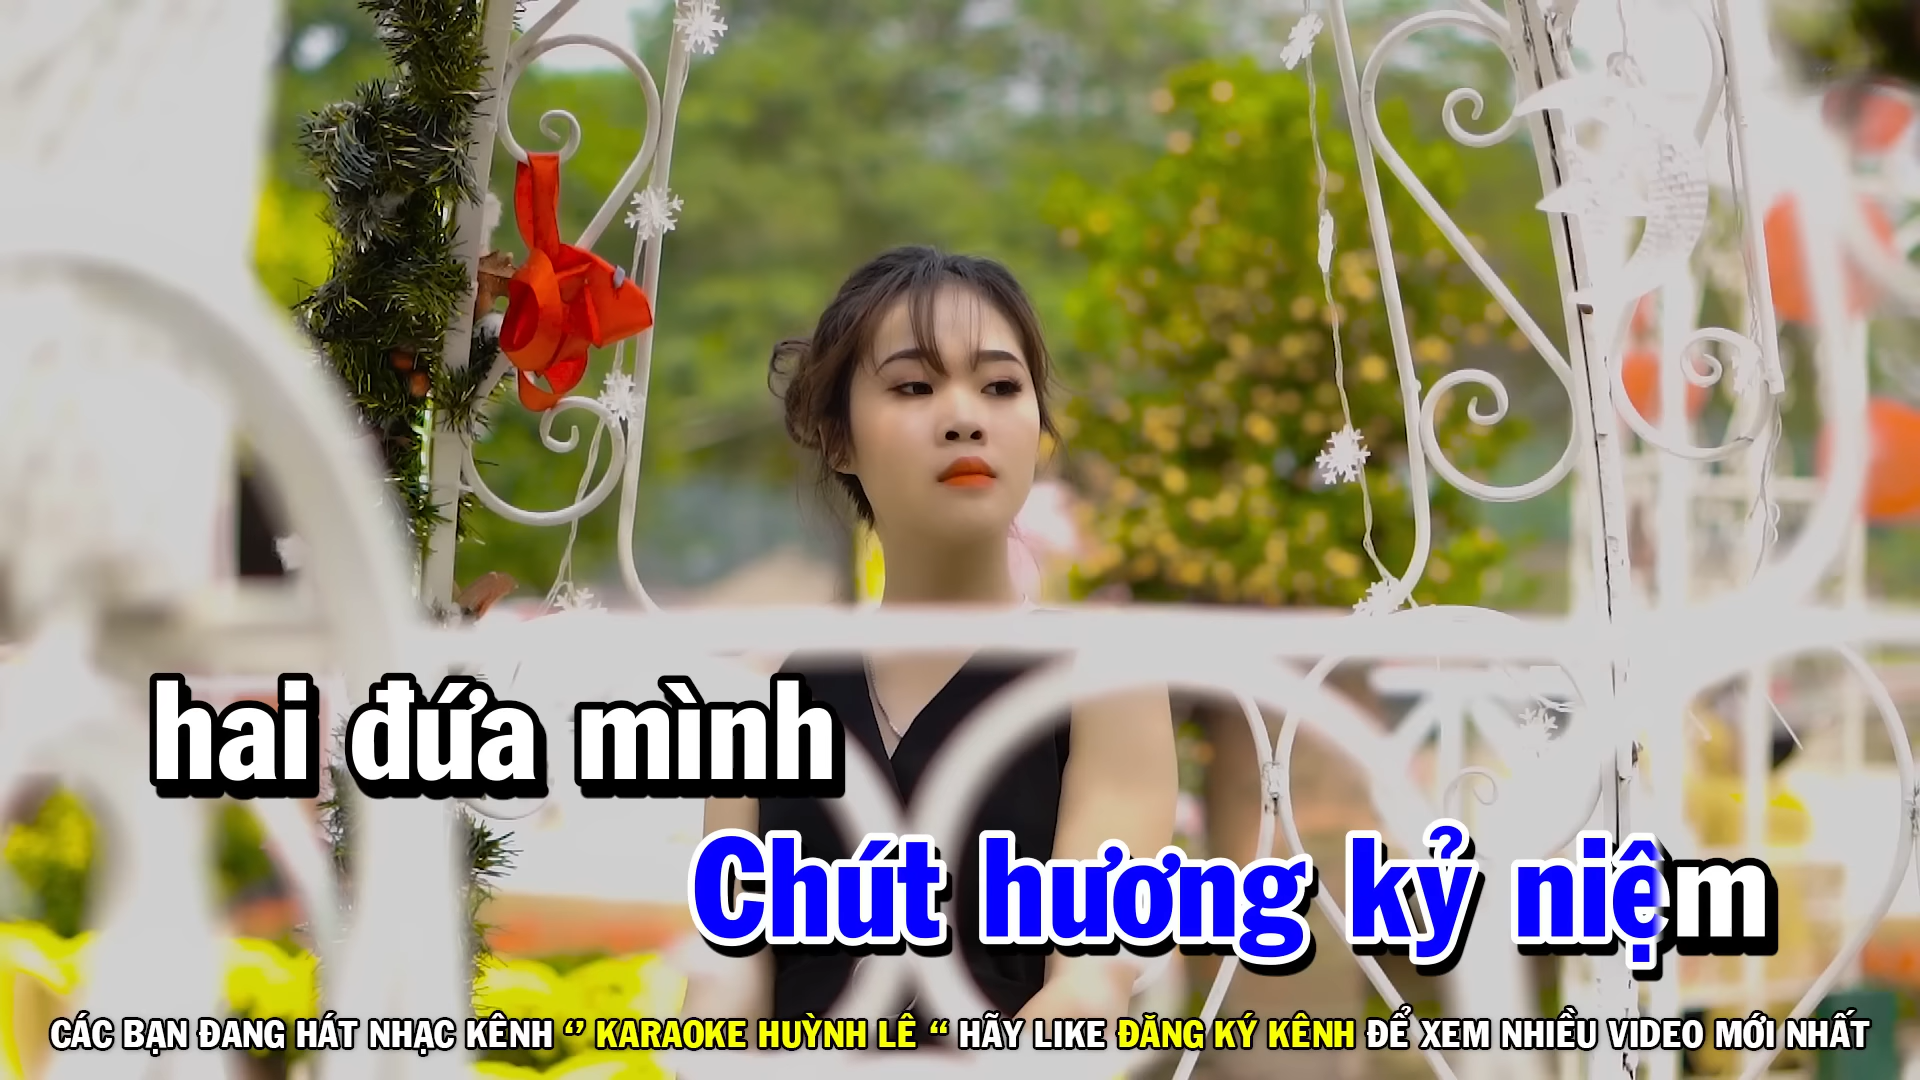 hai đứa mình
Chút hương kỷ niệm
CÁC BẠN ĐANG HÁT NHẠC KÊNH “ KARAOKE HUỲNH LÊ “ HÃY LIKE ĐĂNG KÝ KÊNH ĐỂ XEM NHIỀU VIDEO MỚI NHẤT